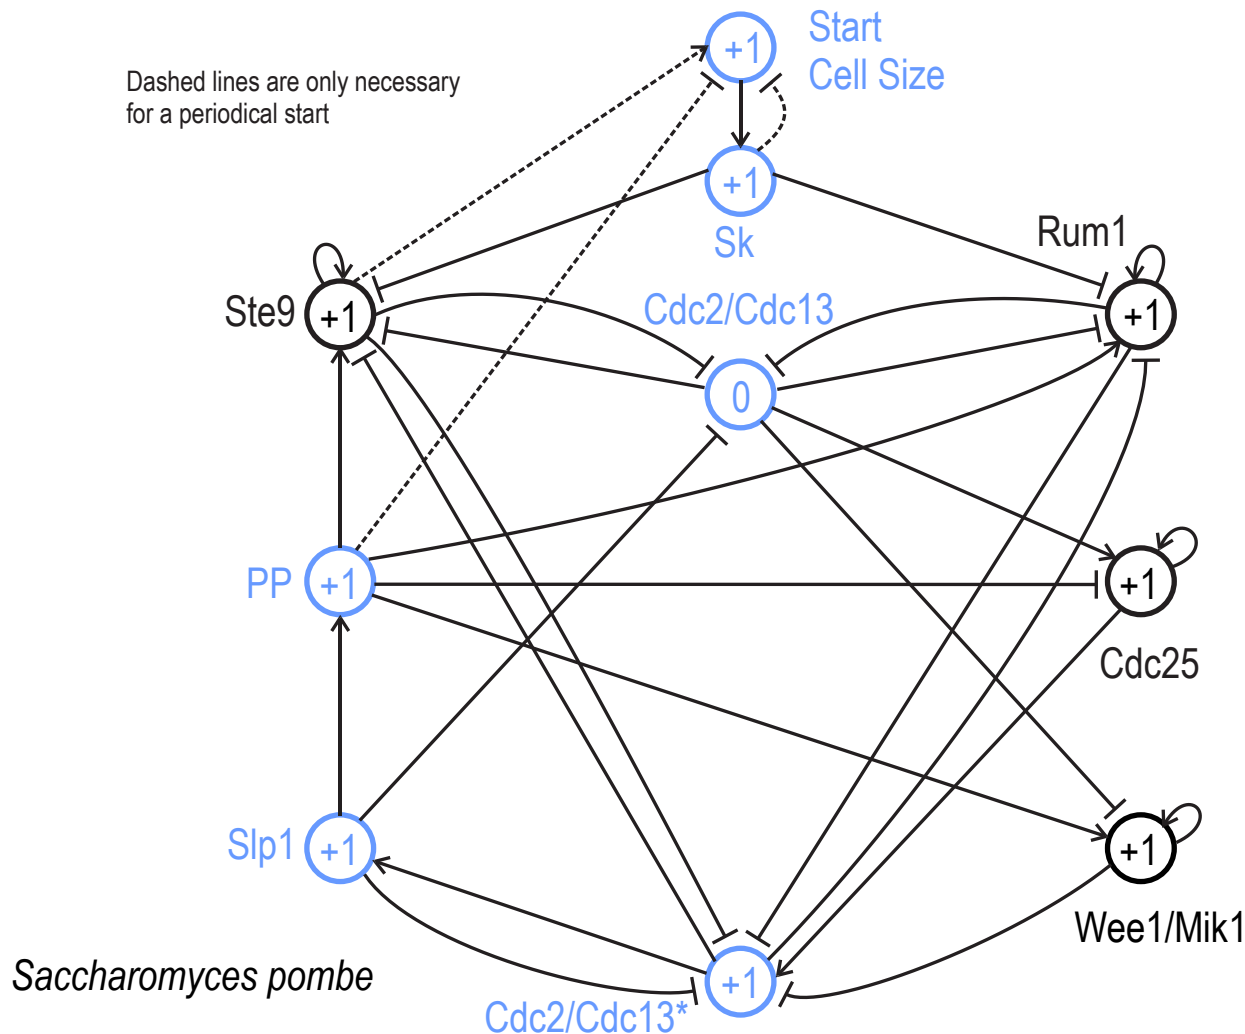 +1
Start
Cell Size
Dashed lines are only necessary
for a periodical start
+1
Sk
Rum1
Ste9
+1
Cdc2/Cdc13
+1
0
PP
+1
+1
Cdc25
Slp1
+1
+1
Wee1/Mik1
Saccharomyces pombe
+1
Cdc2/Cdc13*